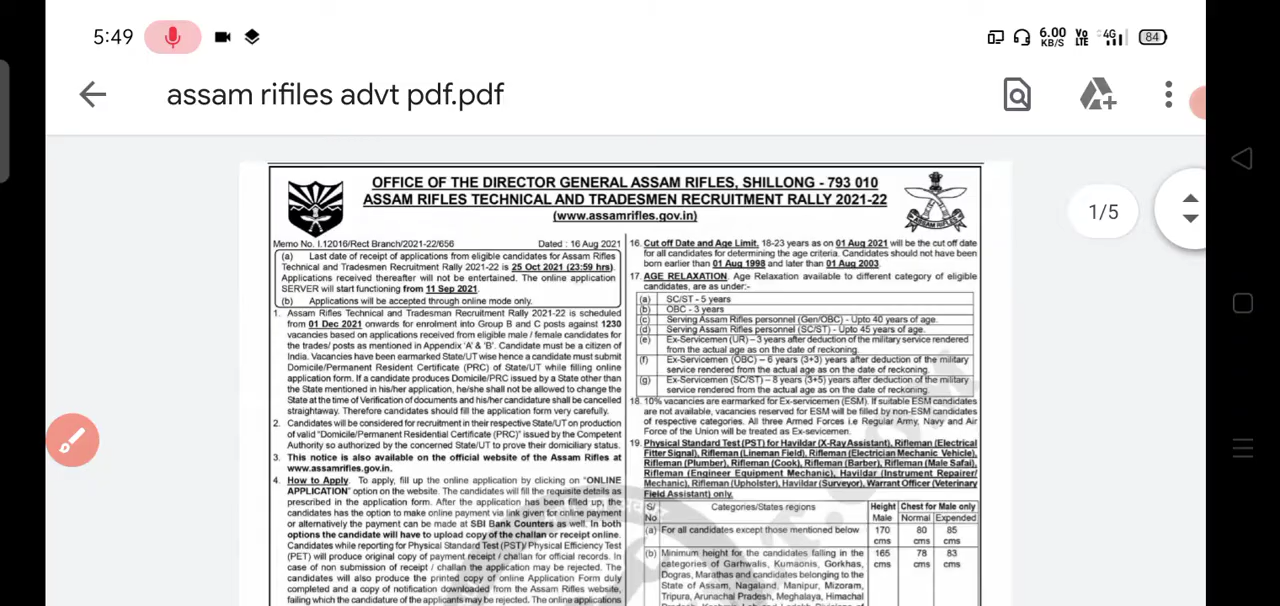 5:49
6.00 KB/S
Vo LTE
4G
84
assam rifiles advt pdf.pdf
1/5
OFFICE OF THE DIRECTOR GENERAL ASSAM RIFLES, SHILLONG - 793 010
ASSAM RIFLES TECHNICAL AND TRADESMEN RECRUITMENT RALLY 2021-22
(www.assamrifles.gov.in)
ASSAM RIFLES
Memo No. I.12016/Rect Branch/2021-22/656 Dated : 16 Aug 2021
(a) Last date of receipt of applications from eligible candidates for Assam Rifles
Technical and Tradesmen Recruitment Rally 2021-22 is 25 Oct 2021 (23:59 hrs).
Applications received thereafter will not be entertained. The online application
SERVER will start functioning from 11 Sep 2021.
(b) Applications will be accepted through online mode only.
1. Assam Rifles Technical and Tradesman Recruitment Rally 2021-22 is scheduled
from 01 Dec 2021 onwards for enrolment into Group B and C posts against 1230
vacancies based on applications received from eligible male / female candidates for
the trades/ posts as mentioned in Appendix 'A' & 'B'. Candidate must be a citizen of
India. Vacancies have been earmarked State/UT wise hence a candidate must submit
Domicile/Permanent Resident Certificate (PRC) of State/UT while filling online
application form. If a candidate produces Domicile/PRC issued by a State other than
the State mentioned in his/her application, he/she shall not be allowed to change the
State at the time of Verification of documents and his/her candidature shall be cancelled
straightaway. Therefore candidates should fill the application form very carefully.
2. Candidates will be considered for recruitment in their respective State/UT on production
of valid "Domicile/Permanent Residential Certificate (PRC)" issued by the Competent
Authority so authorized by the concerned State/UT to prove their domiciliary status.
3. This notice is also available on the official website of the Assam Rifles at
www.assamrifles.gov.in.
4. How to Apply. To apply, fill up the online application by clicking on "ONLINE
APPLICATION" option on the website. The candidates will fill the requisite details as
prescribed in the application form. After the application has been filled up, the
candidates has the option to make online payment via link given for online payment
or alternatively the payment can be made at SBI Bank Counters as well. In both
options the candidate will have to upload copy of the challan or receipt online.
Candidates while reporting for Physical Standard Test (PST)/ Physical Efficiency Test
(PET) will produce original copy of payment receipt / challan for official records. In
case of non submission of receipt / challan the application may be rejected. The
candidates will also produce the printed copy of online Application Form duly
completed and a copy of notification downloaded from the Assam Rifles website,
failing which the candidature of the applicants may be rejected. The online applications
16. Cut off Date and Age Limit, 18-23 years as on 01 Aug 2021 will be the cut off date
for all candidates for determining the age criteria. Candidates should not have been
born earlier than 01 Aug 1998 and later than 01 Aug 2003.
17. AGE RELAXATION. Age Relaxation available to different category of eligible
candidates, are as under:-
(a) SC/ST - 5 years
(b) OBC - 3 years
(c) Serving Assam Rifles personnel (Gen/OBC) - Upto 40 years of age.
(d) Serving Assam Rifles personnel (SC/ST) - Upto 45 years of age.
(e) Ex-Servicemen (UR) – 3 years after deduction of the military service rendered
from the actual age as on the date of reckoning.
(f) Ex-Servicemen (OBC) – 6 years (3+3) years after deduction of the military
service rendered from the actual age as on the date of reckoning.
(g) Ex-Servicemen (SC/ST) – 8 years (3+5) years after deduction of the military
service rendered from the actual age as on the date of reckoning.
18. 10% vacancies are earmarked for Ex-servicemen (ESM). If suitable ESM candidates
are not available, vacancies reserved for ESM will be filled by non-ESM candidates
of respective categories. All three Armed Forces i.e Regular Army, Navy and Air
Force of the Union will be treated as Ex-sevicemen.
19. Physical Standard Test (PST) for Havildar (X-Ray Assistant), Rifleman (Electrical
Fitter Signal), Rifleman (Lineman Field), Rifleman (Electrician Mechanic Vehicle),
Rifleman (Plumber), Rifleman (Cook), Rifleman (Barber), Rifleman (Male Safai)
Rifleman (Engineer Equipment Mechanic), Havildar (Instrument Repairer/
Mechanic), Rifleman (Upholster), Havildar (Surveyor), Warrant Officer (Veterinary
Field Assistant) only.
S/ No Categories/States regions Height Male Chest for Male only Normal Expended
(a) For all candidates except those mentioned below 170 cms 80 cms 85 cms
(b) Minimum height for the candidates falling in the 165 cms 78 cms 83 cms
categories of Garhwalis, Kumaonis, Gorkhas,
Dogras, Marathas and candidates belonging to the
State of Assam, Nagaland, Manipur, Mizoram,
Tripura, Arunachal Pradesh, Meghalaya, Himachal